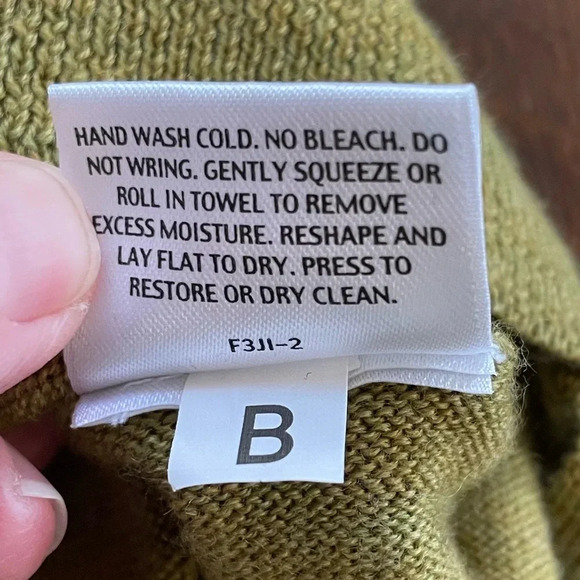 HAND WASH COLD. NO BLEACH. DO
NOT WRING. GENTLY SQUEEZE OR
ROLL IN TOWEL TO REMOVE
EXCESS MOISTURE. RESHAPE AND
LAY FLAT TO DRY. PRESS TO
RESTORE OR DRY CLEAN.
F3JI-2
B